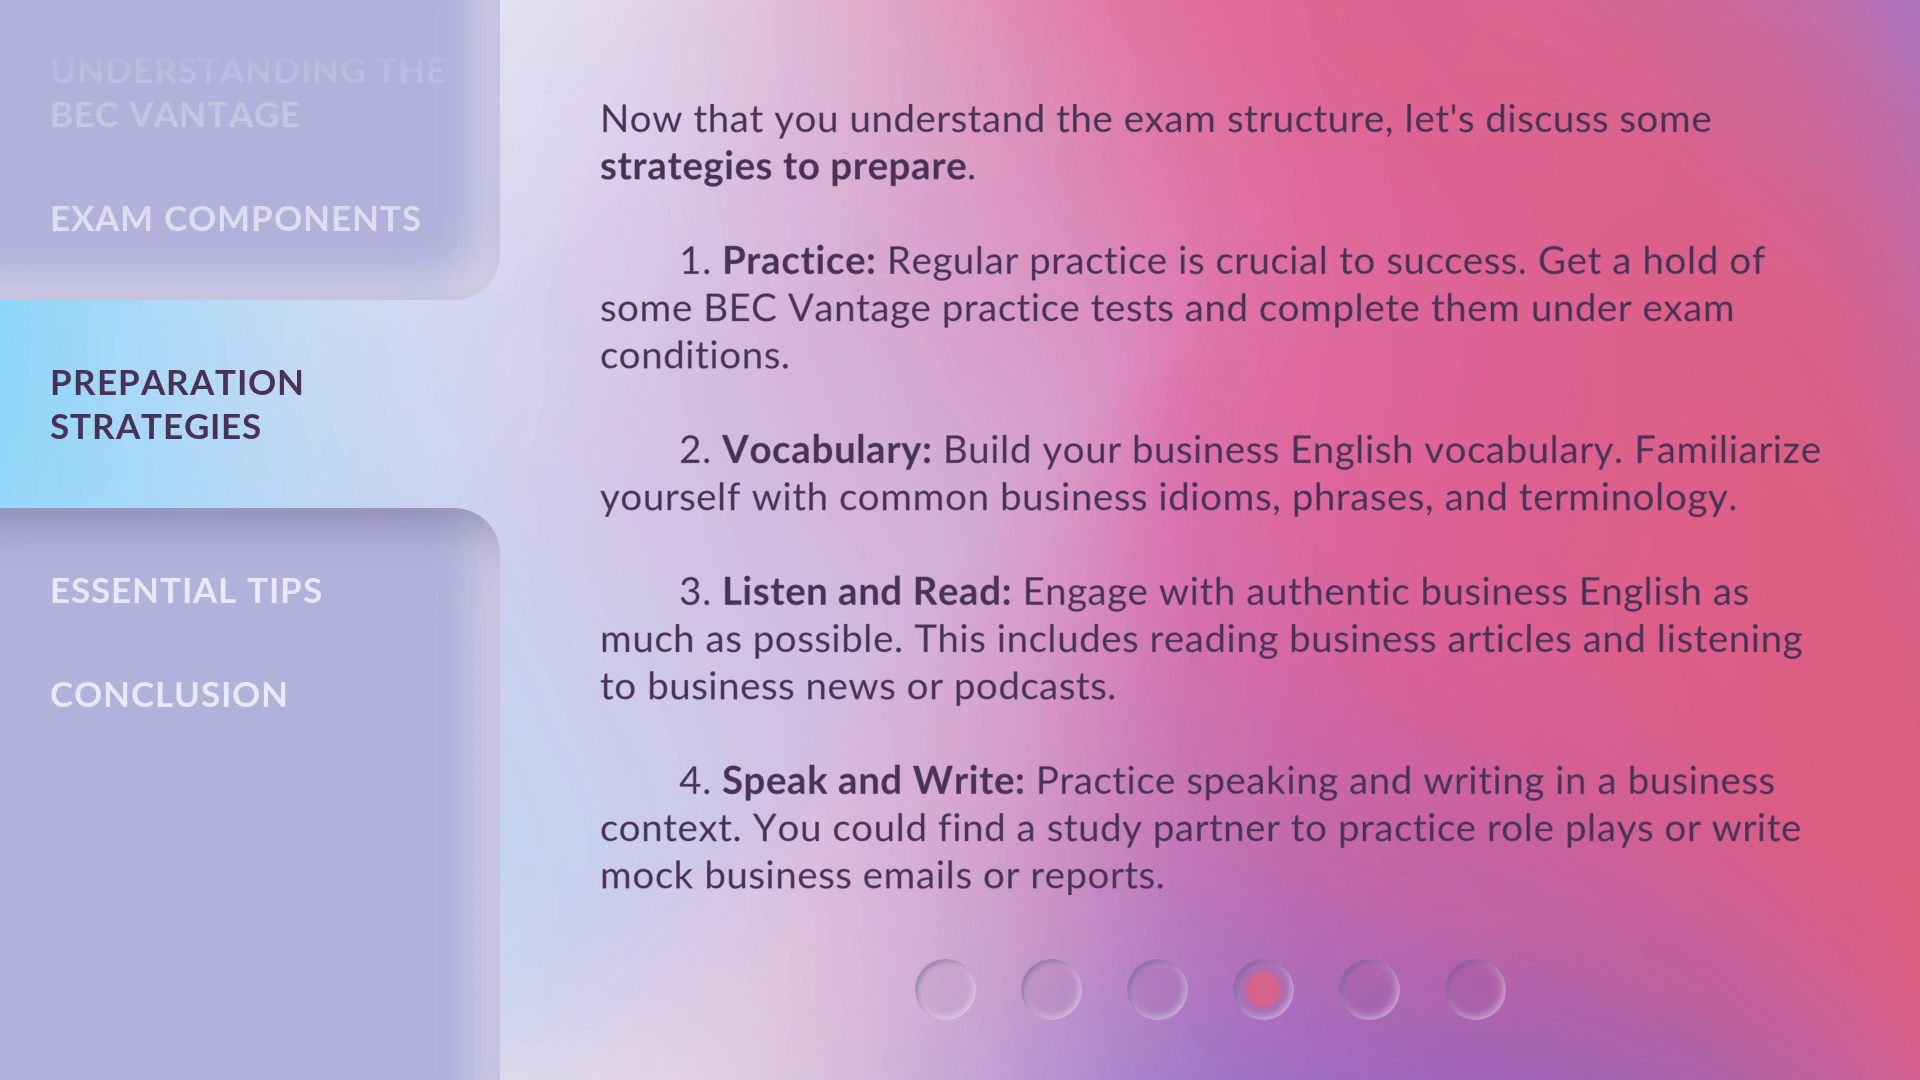 UNDERSTANDING THE
BEC VANTAGE
EXAM COMPONENTS
PREPARATION
STRATEGIES
ESSENTIAL TIPS
CONCLUSION
Now that you understand the exam structure, let's discuss some
strategies to prepare.
1. Practice: Regular practice is crucial to success. Get a hold of
some BEC Vantage practice tests and complete them under exam
conditions.
2. Vocabulary: Build your business English vocabulary. Familiarize
yourself with common business idioms, phrases, and terminology.
3. Listen and Read: Engage with authentic business English as
much as possible. This includes reading business articles and listening
to business news or podcasts.
4. Speak and Write: Practice speaking and writing in a business
context. You could find a study partner to practice role plays or write
mock business emails or reports.